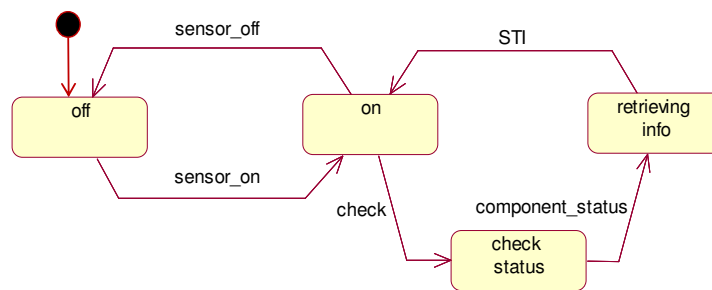 sensor_off
STI
off
on
retrieving
info
sensor_on
check
component_status
check
status